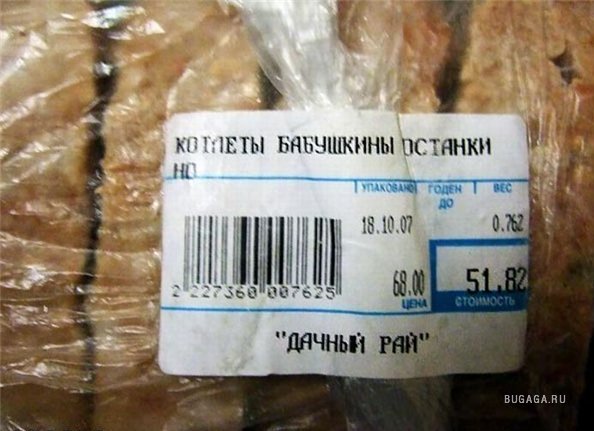 КОТЛЕТЫ БАБУШКИНЫ ОСТАНКИ
НО
УПАКОВАНО ГОДЕН ДО ВЕС
18.10.07 0.762
68.00 51.82
ЦЕНА СТОИМОСТЬ
2 227360 007625
"ДАЧНЫЙ РАЙ"
BUGAGA.RU